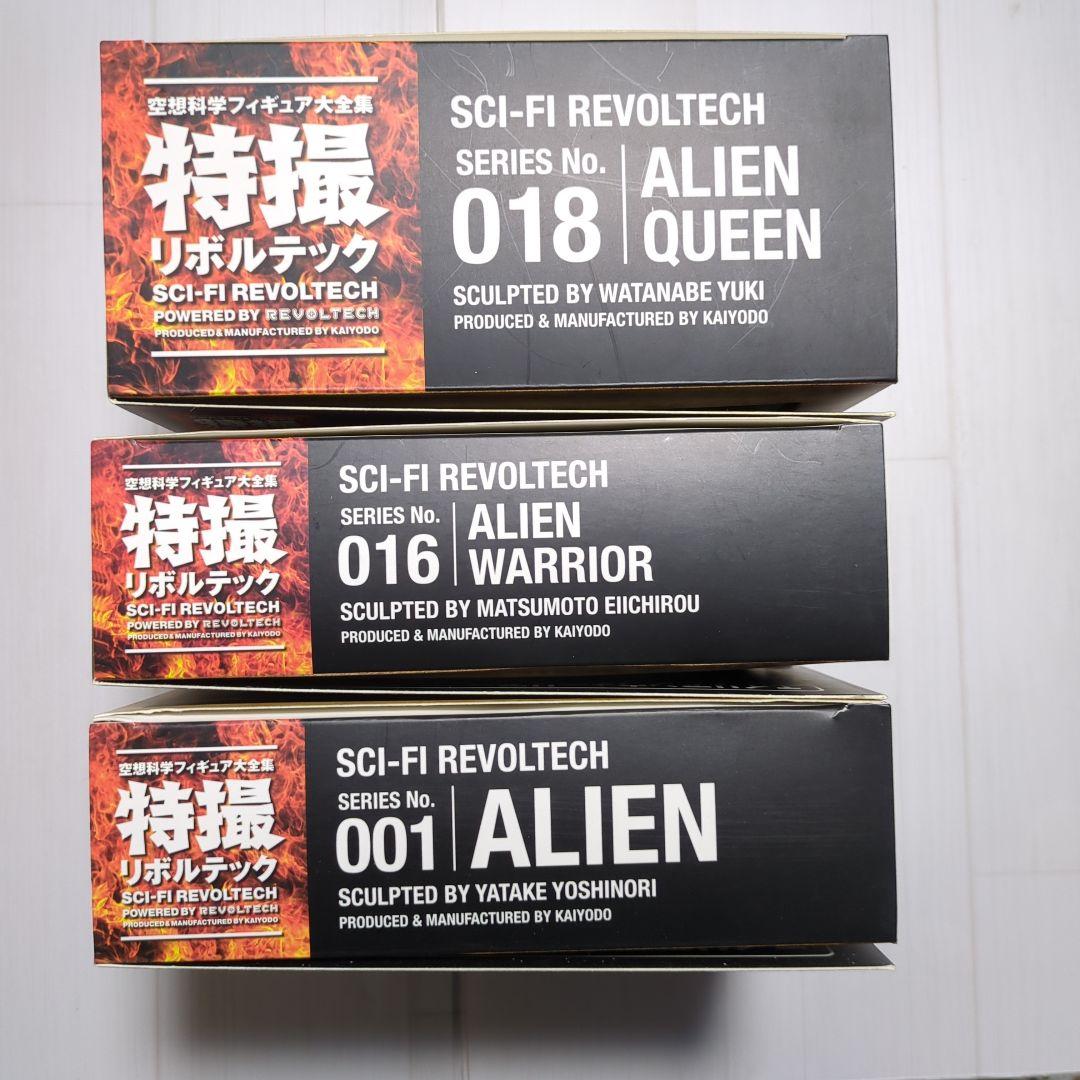 空想科学フィギュア大全集
特撮
リボルテック
SCI-FI REVOLTECH
POWERED BY REVOLTECH
PRODUCED & MANUFACTURED BY KAIYODO
SCI-FI REVOLTECH
SERIES No.
018
ALIEN
QUEEN
SCULPTED BY WATANABE YUKI
PRODUCED & MANUFACTURED BY KAIYODO
空想科学フィギュア大全集
特撮
リボルテック
SCI-FI REVOLTECH
POWERED BY REVOLTECH
PRODUCED & MANUFACTURED BY KAIYODO
SCI-FI REVOLTECH
SERIES No.
016
ALIEN
WARRIOR
SCULPTED BY MATSUMOTO EIICHIROU
PRODUCED & MANUFACTURED BY KAIYODO
空想科学フィギュア大全集
特撮
リボルテック
SCI-FI REVOLTECH
POWERED BY REVOLTECH
PRODUCED & MANUFACTURED BY KAIYODO
SCI-FI REVOLTECH
SERIES No.
001
ALIEN
SCULPTED BY YATAKE YOSHINORI
PRODUCED & MANUFACTURED BY KAIYODO